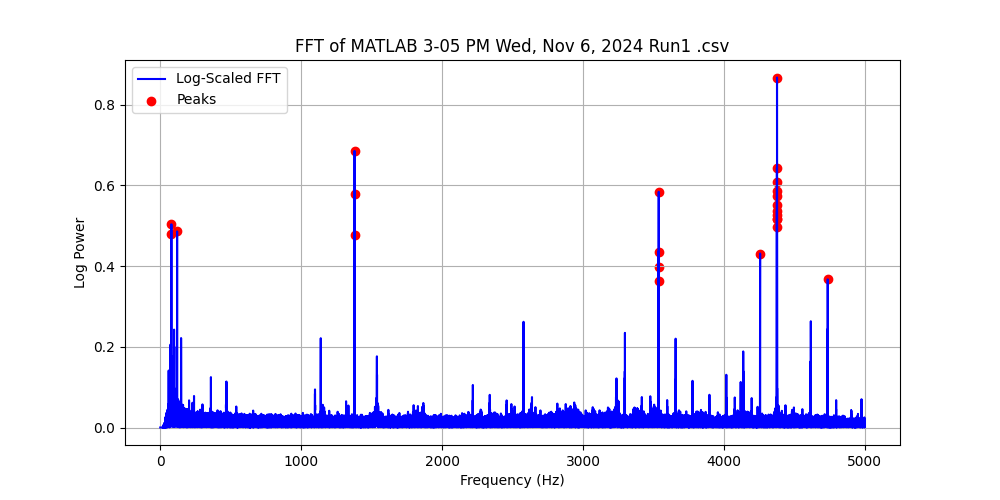 FFT of MATLAB 3-05 PM Wed, Nov 6, 2024 Run1 .csv
Log-Scaled FFT
Peaks
0.8
0.6
0.4
0.2
0.0
Log Power
0 1000 2000 3000 4000 5000
Frequency (Hz)